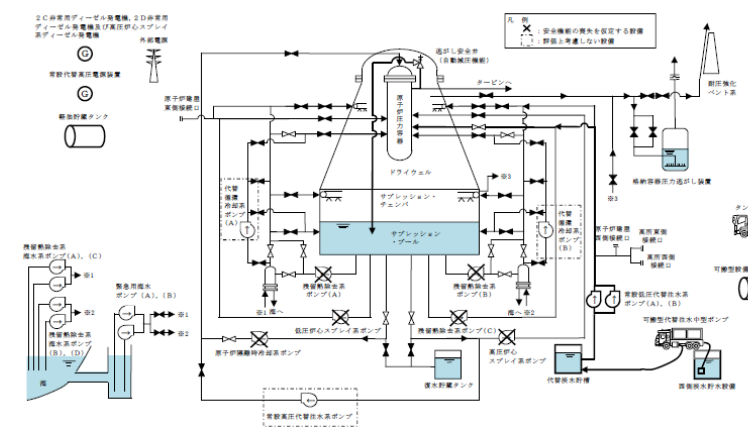 2C非常用ディーゼル発電機，2D非常用
ディーゼル発電機及び高圧炉心スプレイ
系ディーゼル発電機
外部電源
G
常設代替高圧電源装置
G
軽油貯蔵タンク
凡 例
：安全機能の喪失を仮定する設備
：評価上考慮しない設備
逃がし安全弁
（自動減圧機能）
タービンへ
耐圧強化
ベント系
原子炉建屋
東側接続口
原子炉圧力容器
ドライウェル
格納容器圧力逃がし装置
※3
※3
サプレッション・
チェンバ
サプレッション
・プール
代替
循環
冷却系
ポンプ
(A)
代替
循環
冷却系
ポンプ
(B)
原子炉建屋
西側接続口
高所東側
接続口
高所西側
接続口
タン
可搬型設備
残留熱除去系
海水系ポンプ(A)，(C)
※1
※2
残留熱除去系
海水系ポンプ
(B)，(D)
海
緊急用海水
ポンプ(A)，(B)
※1
※2
※1
海へ
残留熱除去系
ポンプ(A)
残留熱除去系
ポンプ(B)
海へ
※2
低圧炉心スプレイ系ポンプ
残留熱除去系ポンプ(C)
原子炉隔離時冷却系ポンプ
高圧炉心
スプレイ系ポンプ
常設低圧代替注水系
ポンプ(A)，(B)
可搬型代替注水中型ポンプ
復水貯蔵タンク
代替淡水貯槽
西側淡水貯水設備
常設高圧代替注水系ポンプ